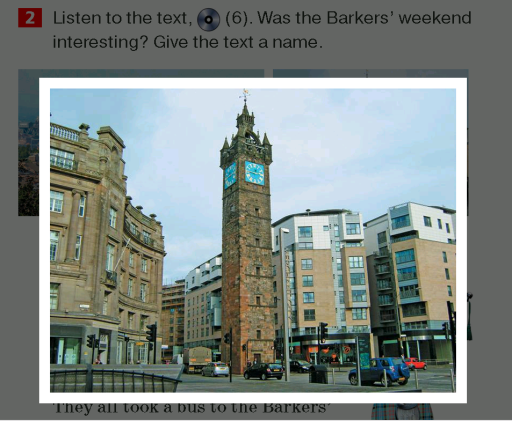 2 Listen to the text, (6). Was the Barkers’ weekend
interesting? Give the text a name.
They all took a bus to the Barkers’